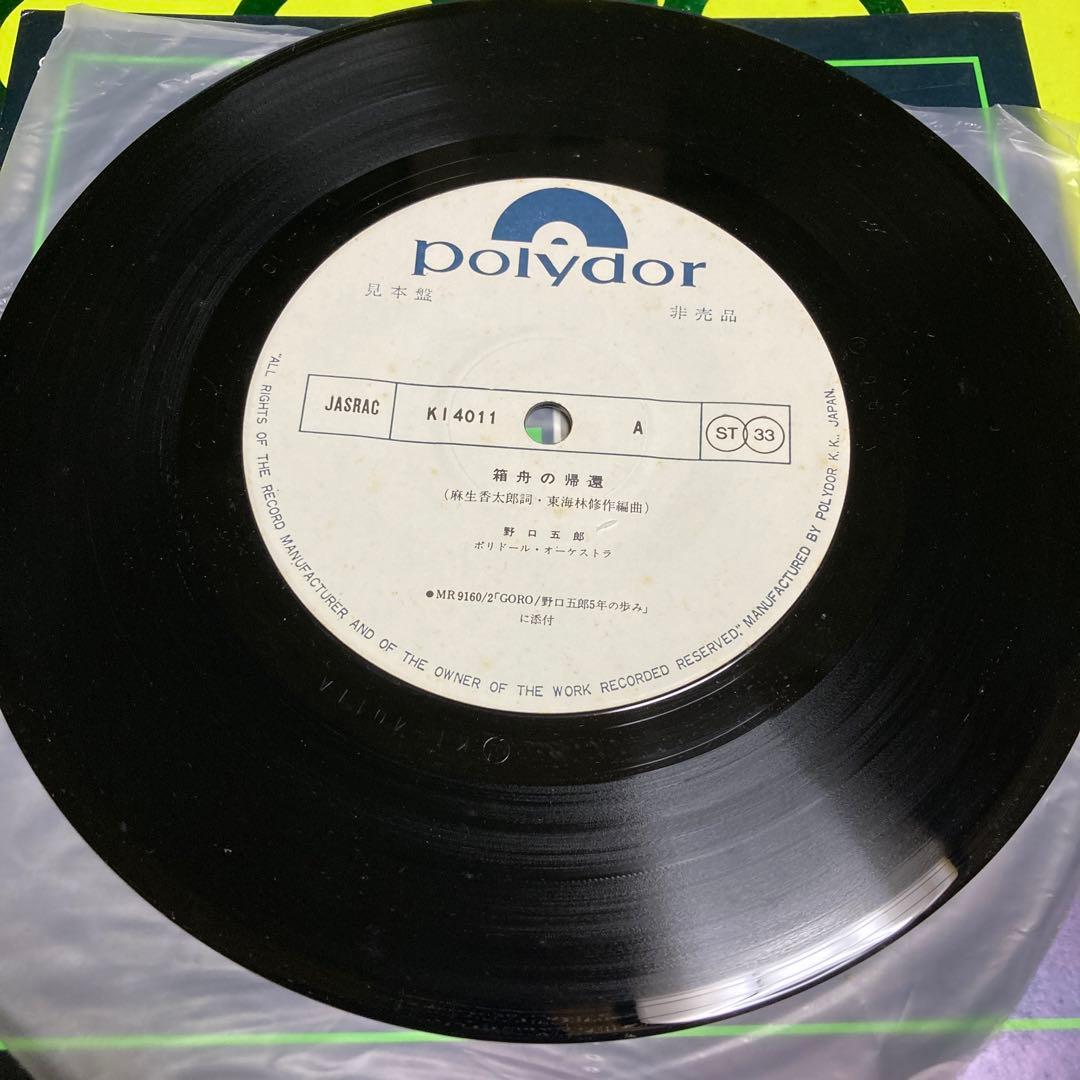 polydor
見本盤
非売品
JASRAC KI 4011 A ST 33
箱舟の帰還
(麻生香太郎詞・東海林修作編曲)
野口五郎
ポリドール・オーケストラ
●MR 9160/2「GORO/野口五郎5年の歩み」
に添付
"ALL RIGHTS OF THE RECORD MANUFACTURER AND OF THE OWNER OF THE WORK RECORDED RESERVED," MANUFACTURED BY POLYDOR K.K., JAPAN.